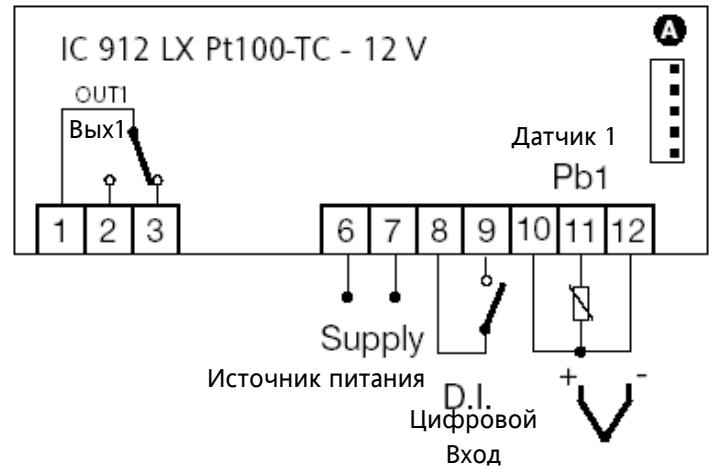 IC 912 LX Pt100-TC - 12 V
A
OUT1
Вых1
Датчик 1
Pb1
1 2 3
6 7 8 9 10 11 12
Supply
Источник питания
+ -
D.I.
Цифровой
Вход